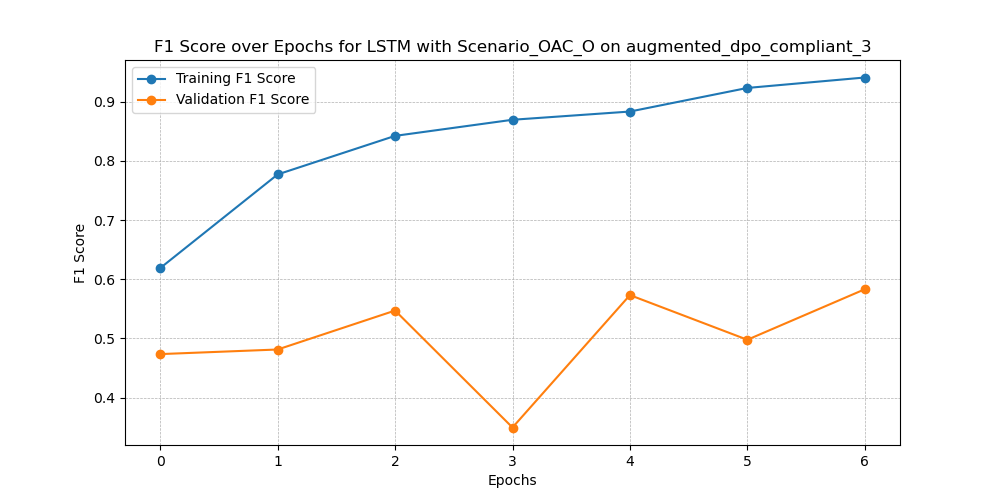 F1 Score over Epochs for LSTM with Scenario_OAC_O on augmented_dpo_compliant_3
Training F1 Score
Validation F1 Score
F1 Score
0.9
0.8
0.7
0.6
0.5
0.4
0 1 2 3 4 5 6
Epochs